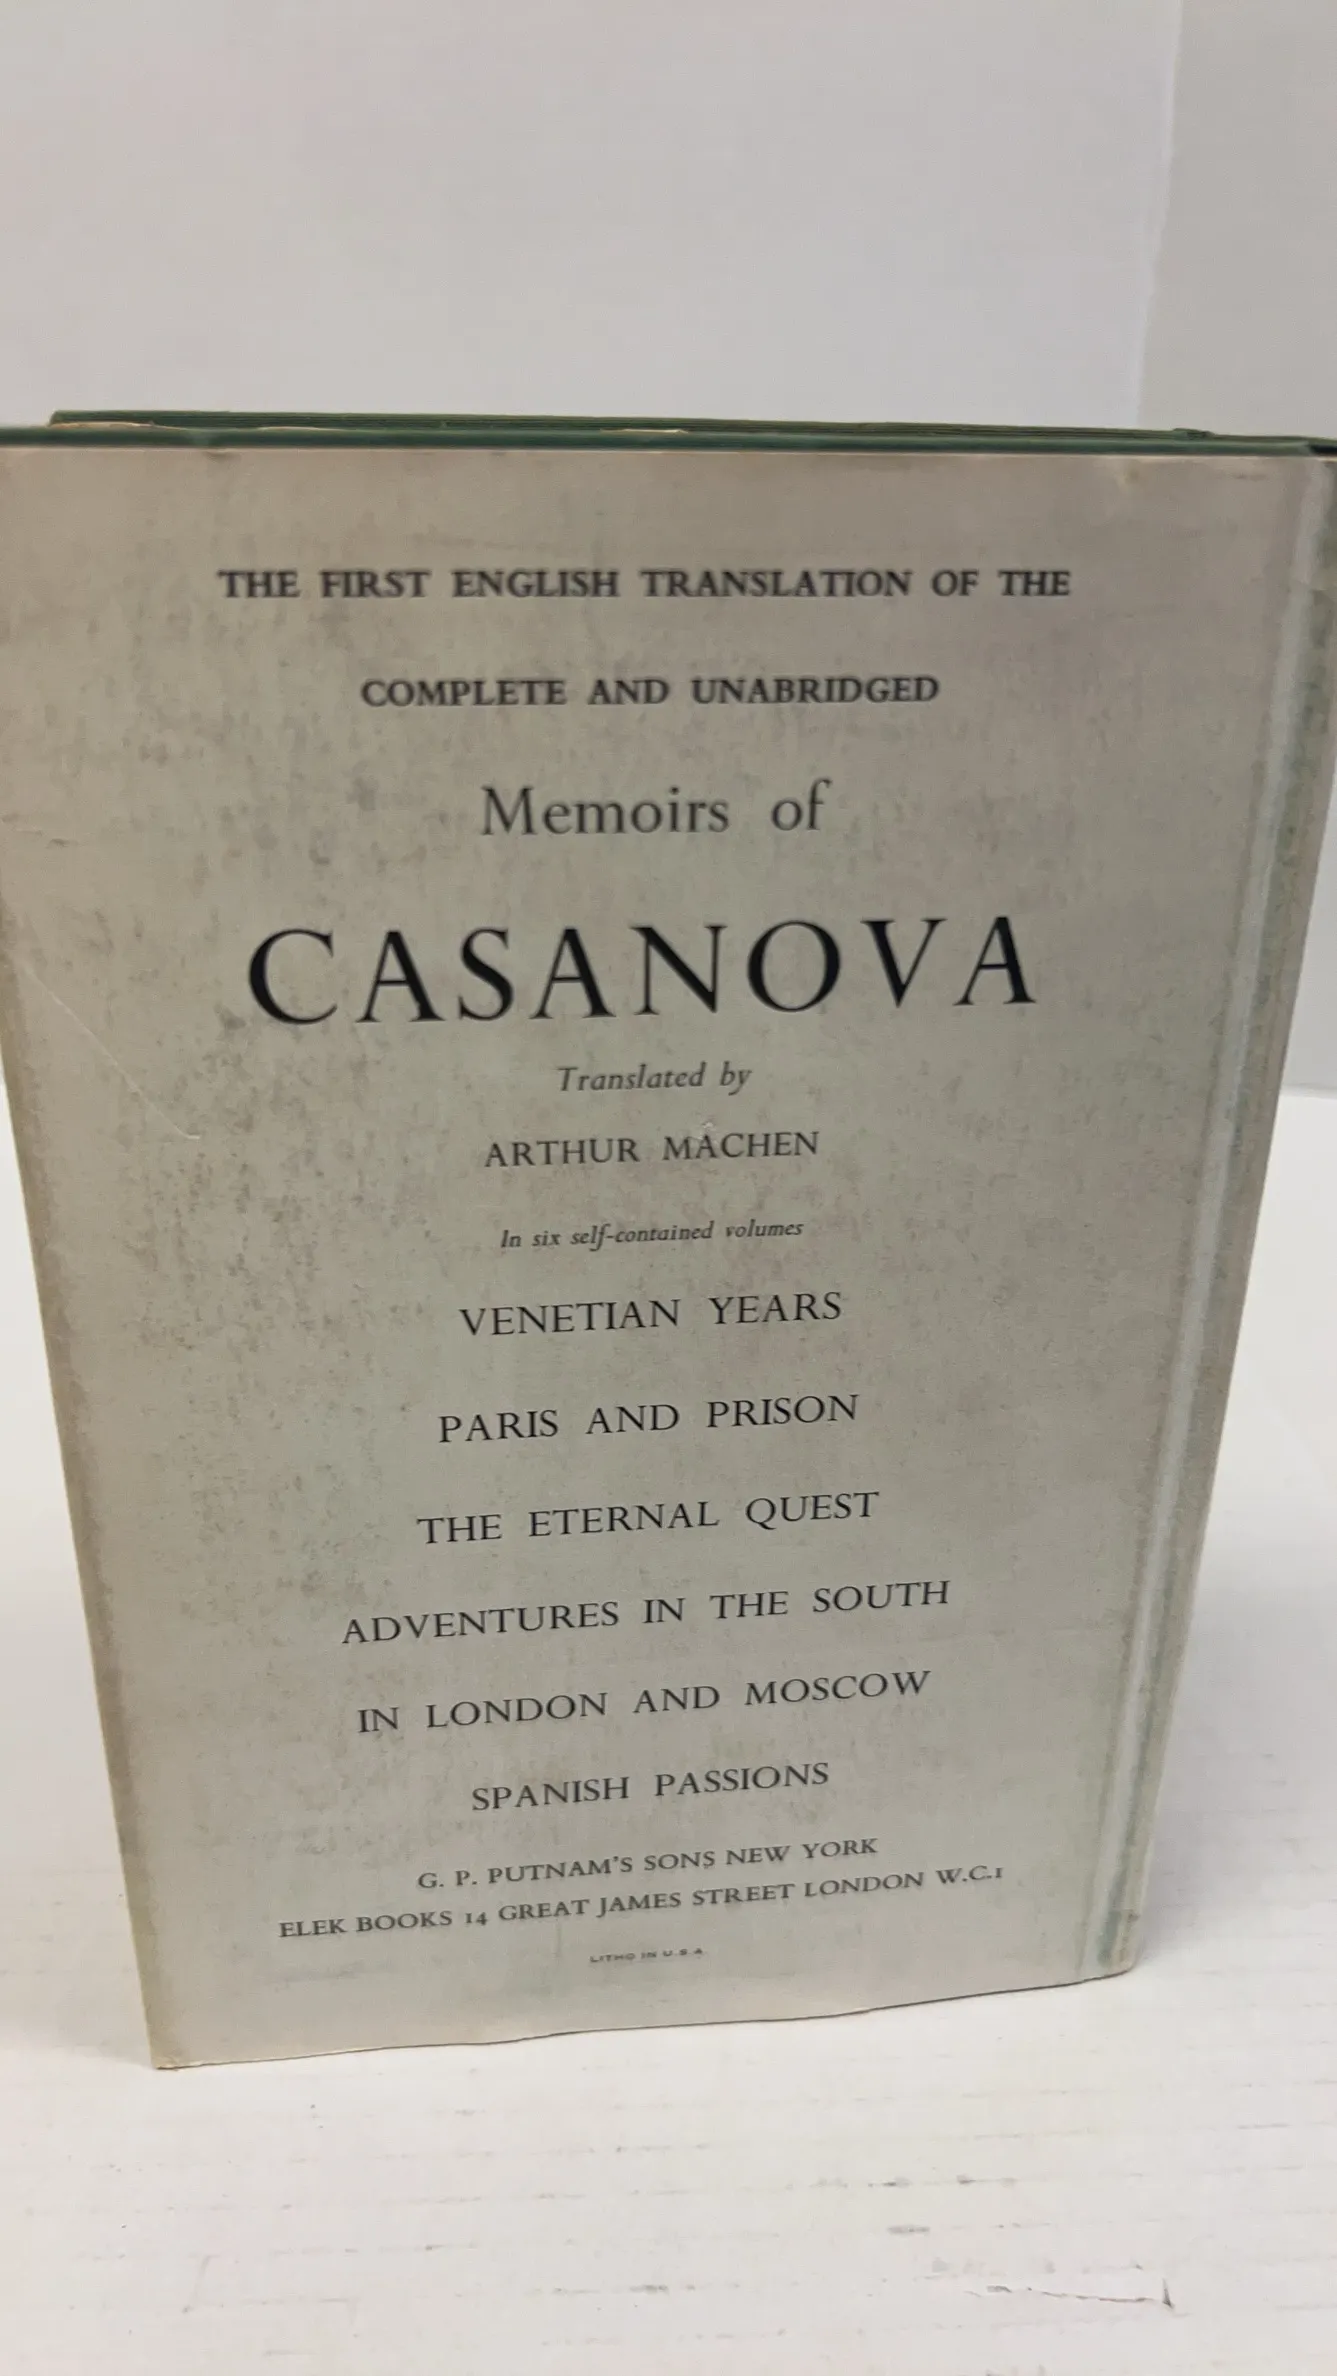 THE FIRST ENGLISH TRANSLATION OF THE
COMPLETE AND UNABRIDGED
Memoirs of
CASANOVA
Translated by
ARTHUR MACHEN
In six self-contained volumes
VENETIAN YEARS
PARIS AND PRISON
THE ETERNAL QUEST
ADVENTURES IN THE SOUTH
IN LONDON AND MOSCOW
SPANISH PASSIONS
G. P. PUTNAM'S SONS NEW YORK
ELEK BOOKS 14 GREAT JAMES STREET LONDON W.C.1
LITHO IN U.S.A.